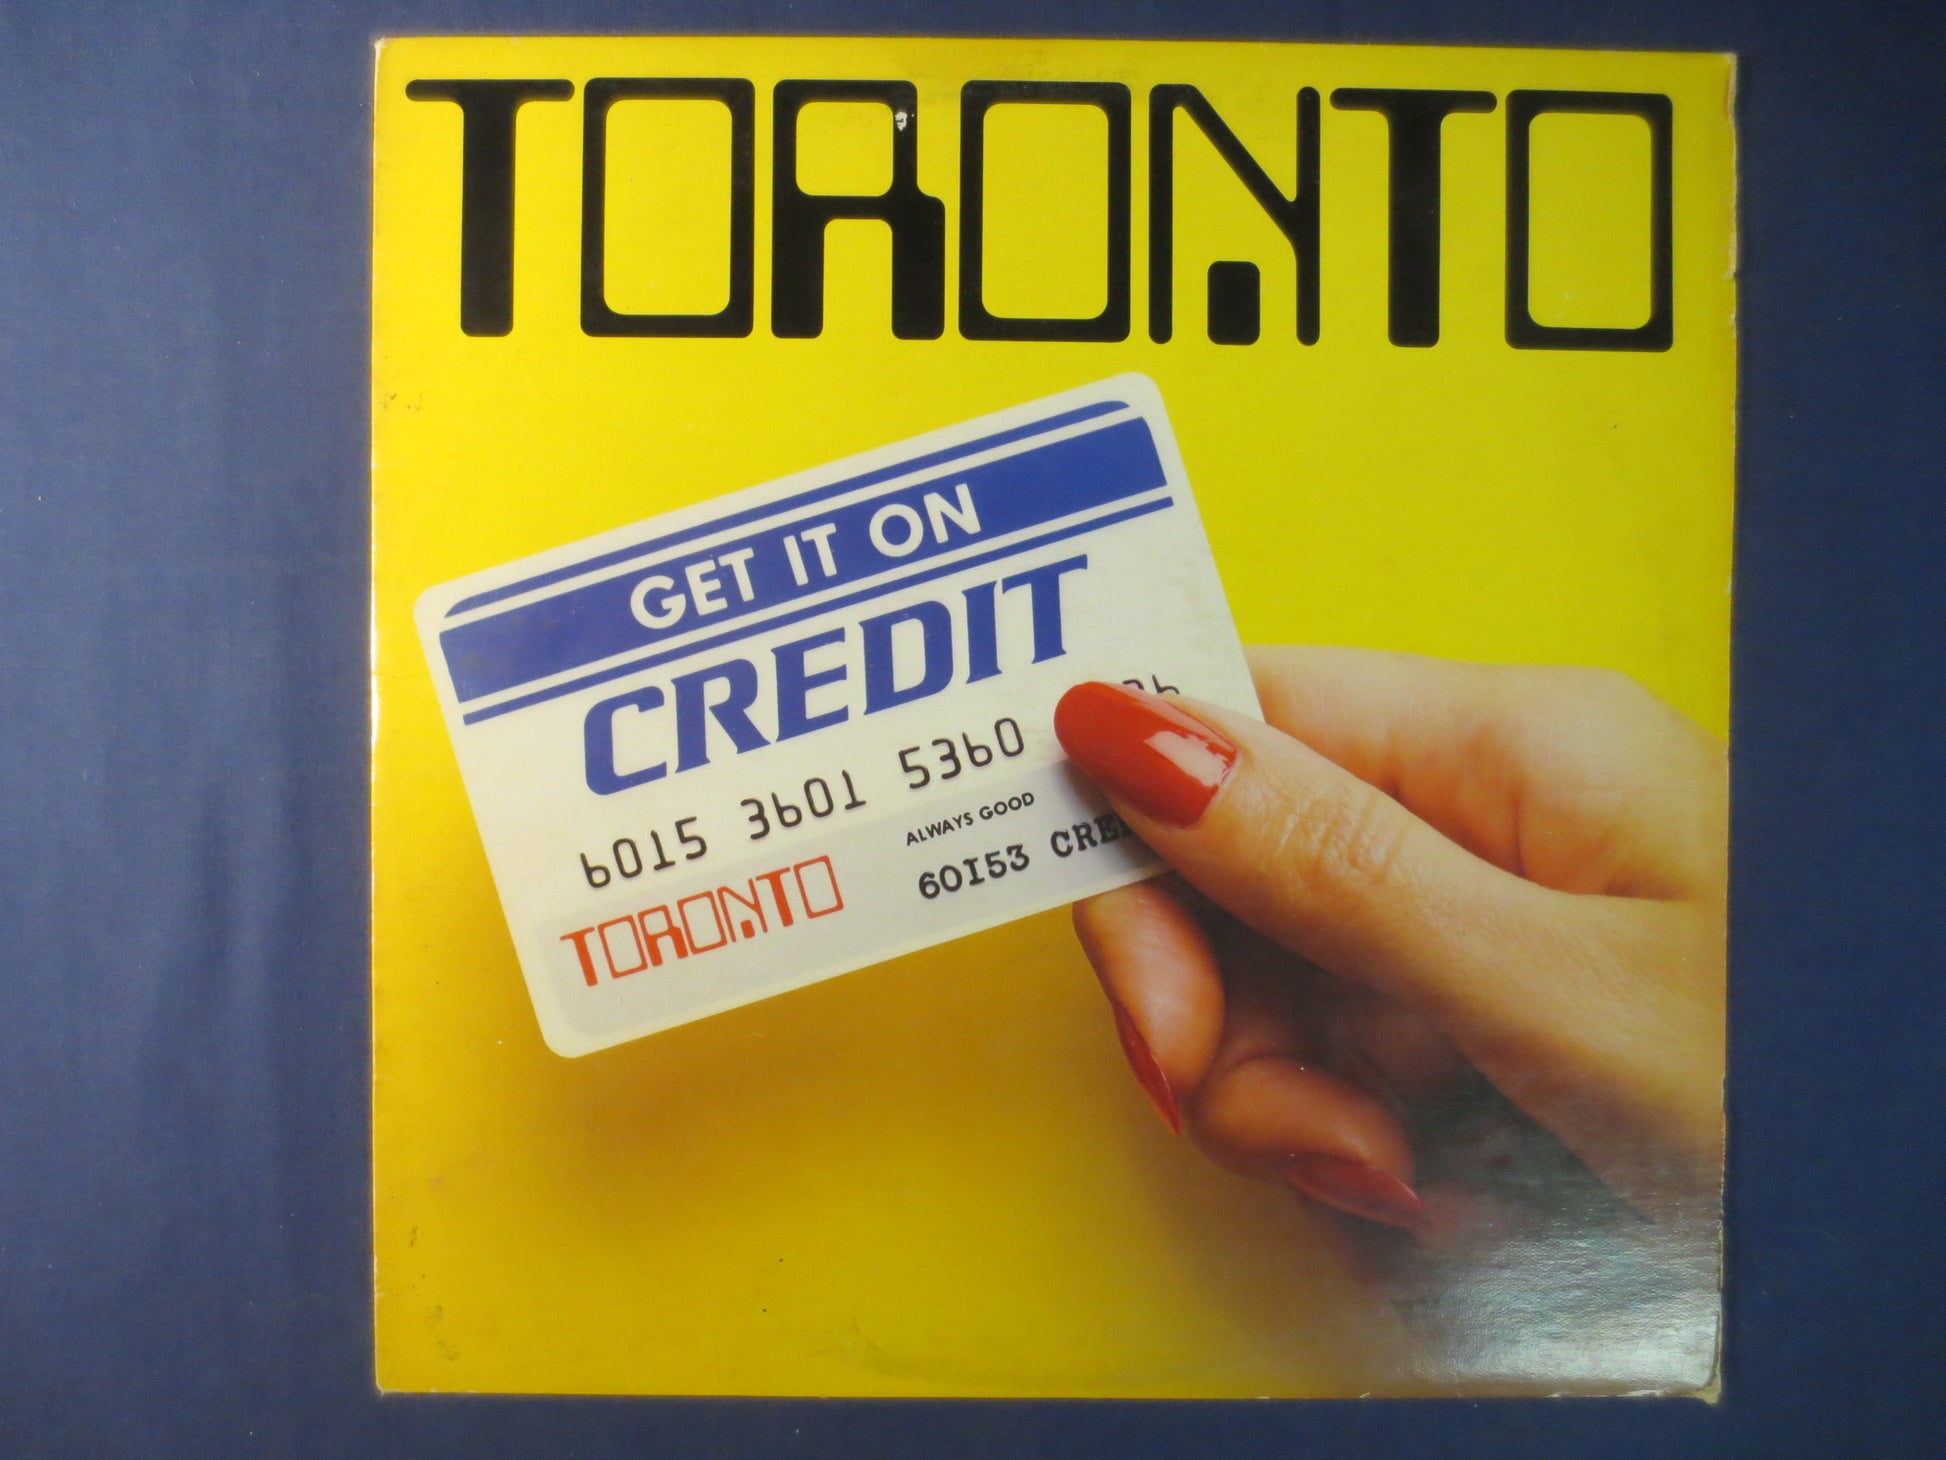 TORONTO
GET IT ON
CREDIT
6015 3601 5360
ALWAYS GOOD
60153
TORONTO